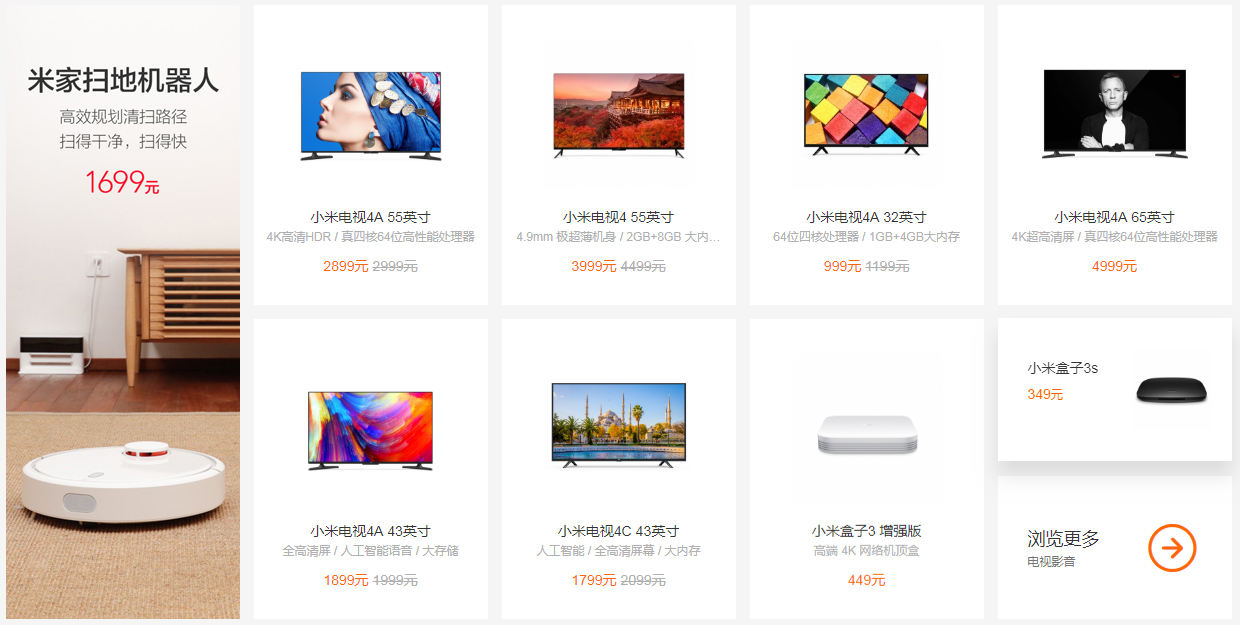 米家扫地机器人
高效规划清扫路径
扫得干净，扫得快
1699元
小米电视4A 55英寸
4K高清HDR / 真四核64位高性能处理器
2899元 2999元
小米电视4 55英寸
4.9mm 极超薄机身 / 2GB+8GB 大内...
3999元 4499元
小米电视4A 32英寸
64位四核处理器 / 1GB+4GB大内存
999元 1199元
小米电视4A 65英寸
4K超高清屏 / 真四核64位高性能处理器
4999元
小米电视4A 43英寸
全高清屏 / 人工智能语音 / 大存储
1899元 1999元
小米电视4C 43英寸
人工智能 / 全高清屏幕 / 大内存
1799元 2099元
小米盒子3 增强版
高端 4K 网络机顶盒
449元
小米盒子3s
349元
浏览更多
电视影音